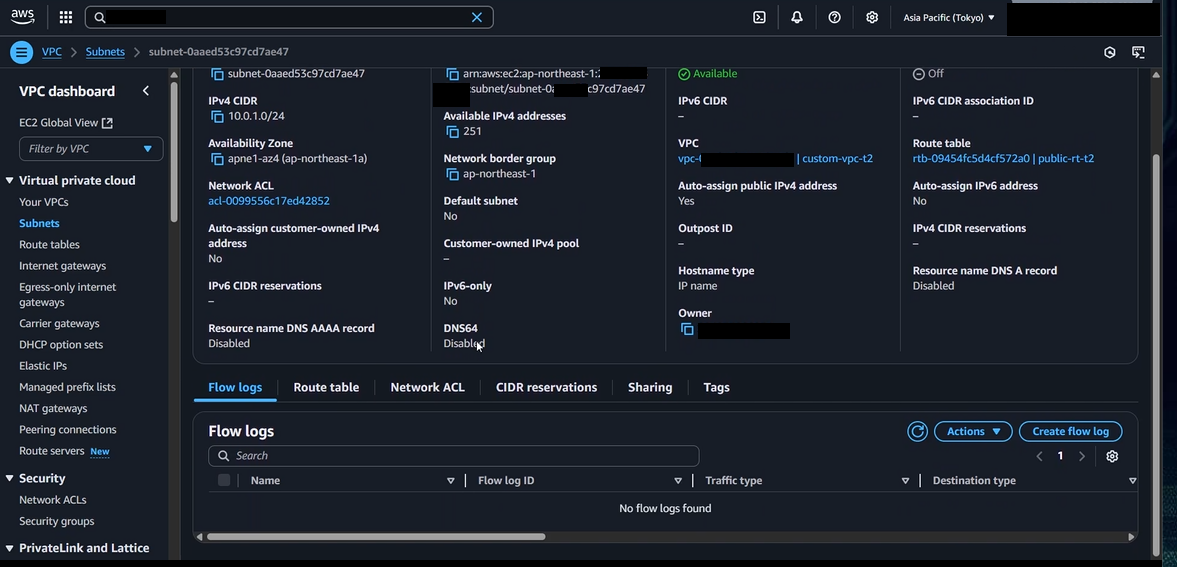 aws
Asia Pacific (Tokyo)
VPC
Subnets
subnet-0aaed53c97cd7ae47
VPC dashboard
EC2 Global View
Filter by VPC
Virtual private cloud
Your VPCs
Subnets
Route tables
Internet gateways
Egress-only internet
gateways
Carrier gateways
DHCP option sets
Elastic IPs
Managed prefix lists
NAT gateways
Peering connections
Route servers New
Security
Network ACLs
Security groups
PrivateLink and Lattice
subnet-0aaed53c97cd7ae47
IPv4 CIDR
10.0.1.0/24
Availability Zone
apne1-az4 (ap-northeast-1a)
Network ACL
acl-0099556c17ed42852
Auto-assign customer-owned IPv4
address
No
IPv6 CIDR reservations
–
Resource name DNS AAAA record
Disabled
arn:aws:ec2:ap-northeast-1:
:subnet/subnet-0 c97cd7ae47
Available IPv4 addresses
251
Network border group
ap-northeast-1
Default subnet
No
Customer-owned IPv4 pool
–
IPv6-only
No
DNS64
Disabled
Available
IPv6 CIDR
–
VPC
vpc- | custom-vpc-t2
Auto-assign public IPv4 address
Yes
Outpost ID
–
Hostname type
IP name
Owner
Off
IPv6 CIDR association ID
–
Route table
rtb-09454fc5d4cf572a0 | public-rt-t2
Auto-assign IPv6 address
No
IPv4 CIDR reservations
–
Resource name DNS A record
Disabled
Flow logs
Route table
Network ACL
CIDR reservations
Sharing
Tags
Flow logs
Actions
Create flow log
Search
1
Name
Flow log ID
Traffic type
Destination type
No flow logs found